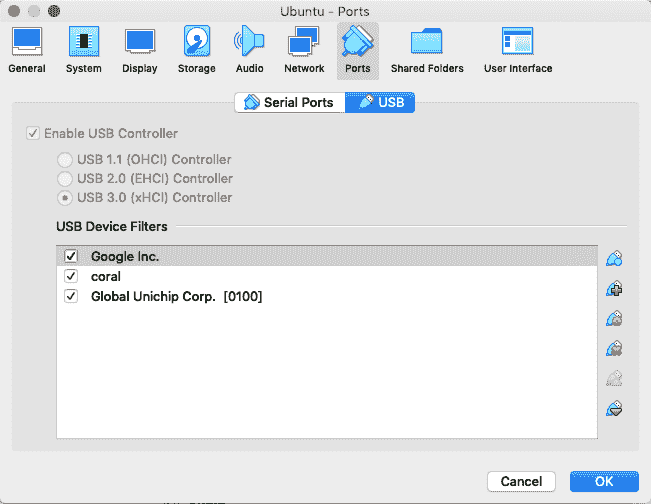 Ubuntu - Ports
General System Display Storage Audio Network Ports Shared Folders User Interface
Serial Ports USB
Enable USB Controller
USB 1.1 (OHCI) Controller
USB 2.0 (EHCI) Controller
USB 3.0 (xHCI) Controller
USB Device Filters
Google Inc.
coral
Global Unichip Corp. [0100]
Cancel OK